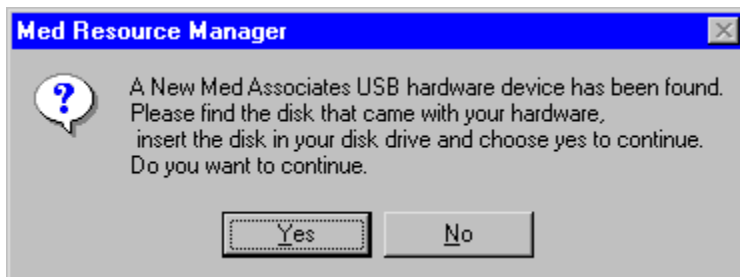 Med Resource Manager
?
A New Med Associates USB hardware device has been found.
Please find the disk that came with your hardware,
insert the disk in your disk drive and choose yes to continue.
Do you want to continue.
Yes No